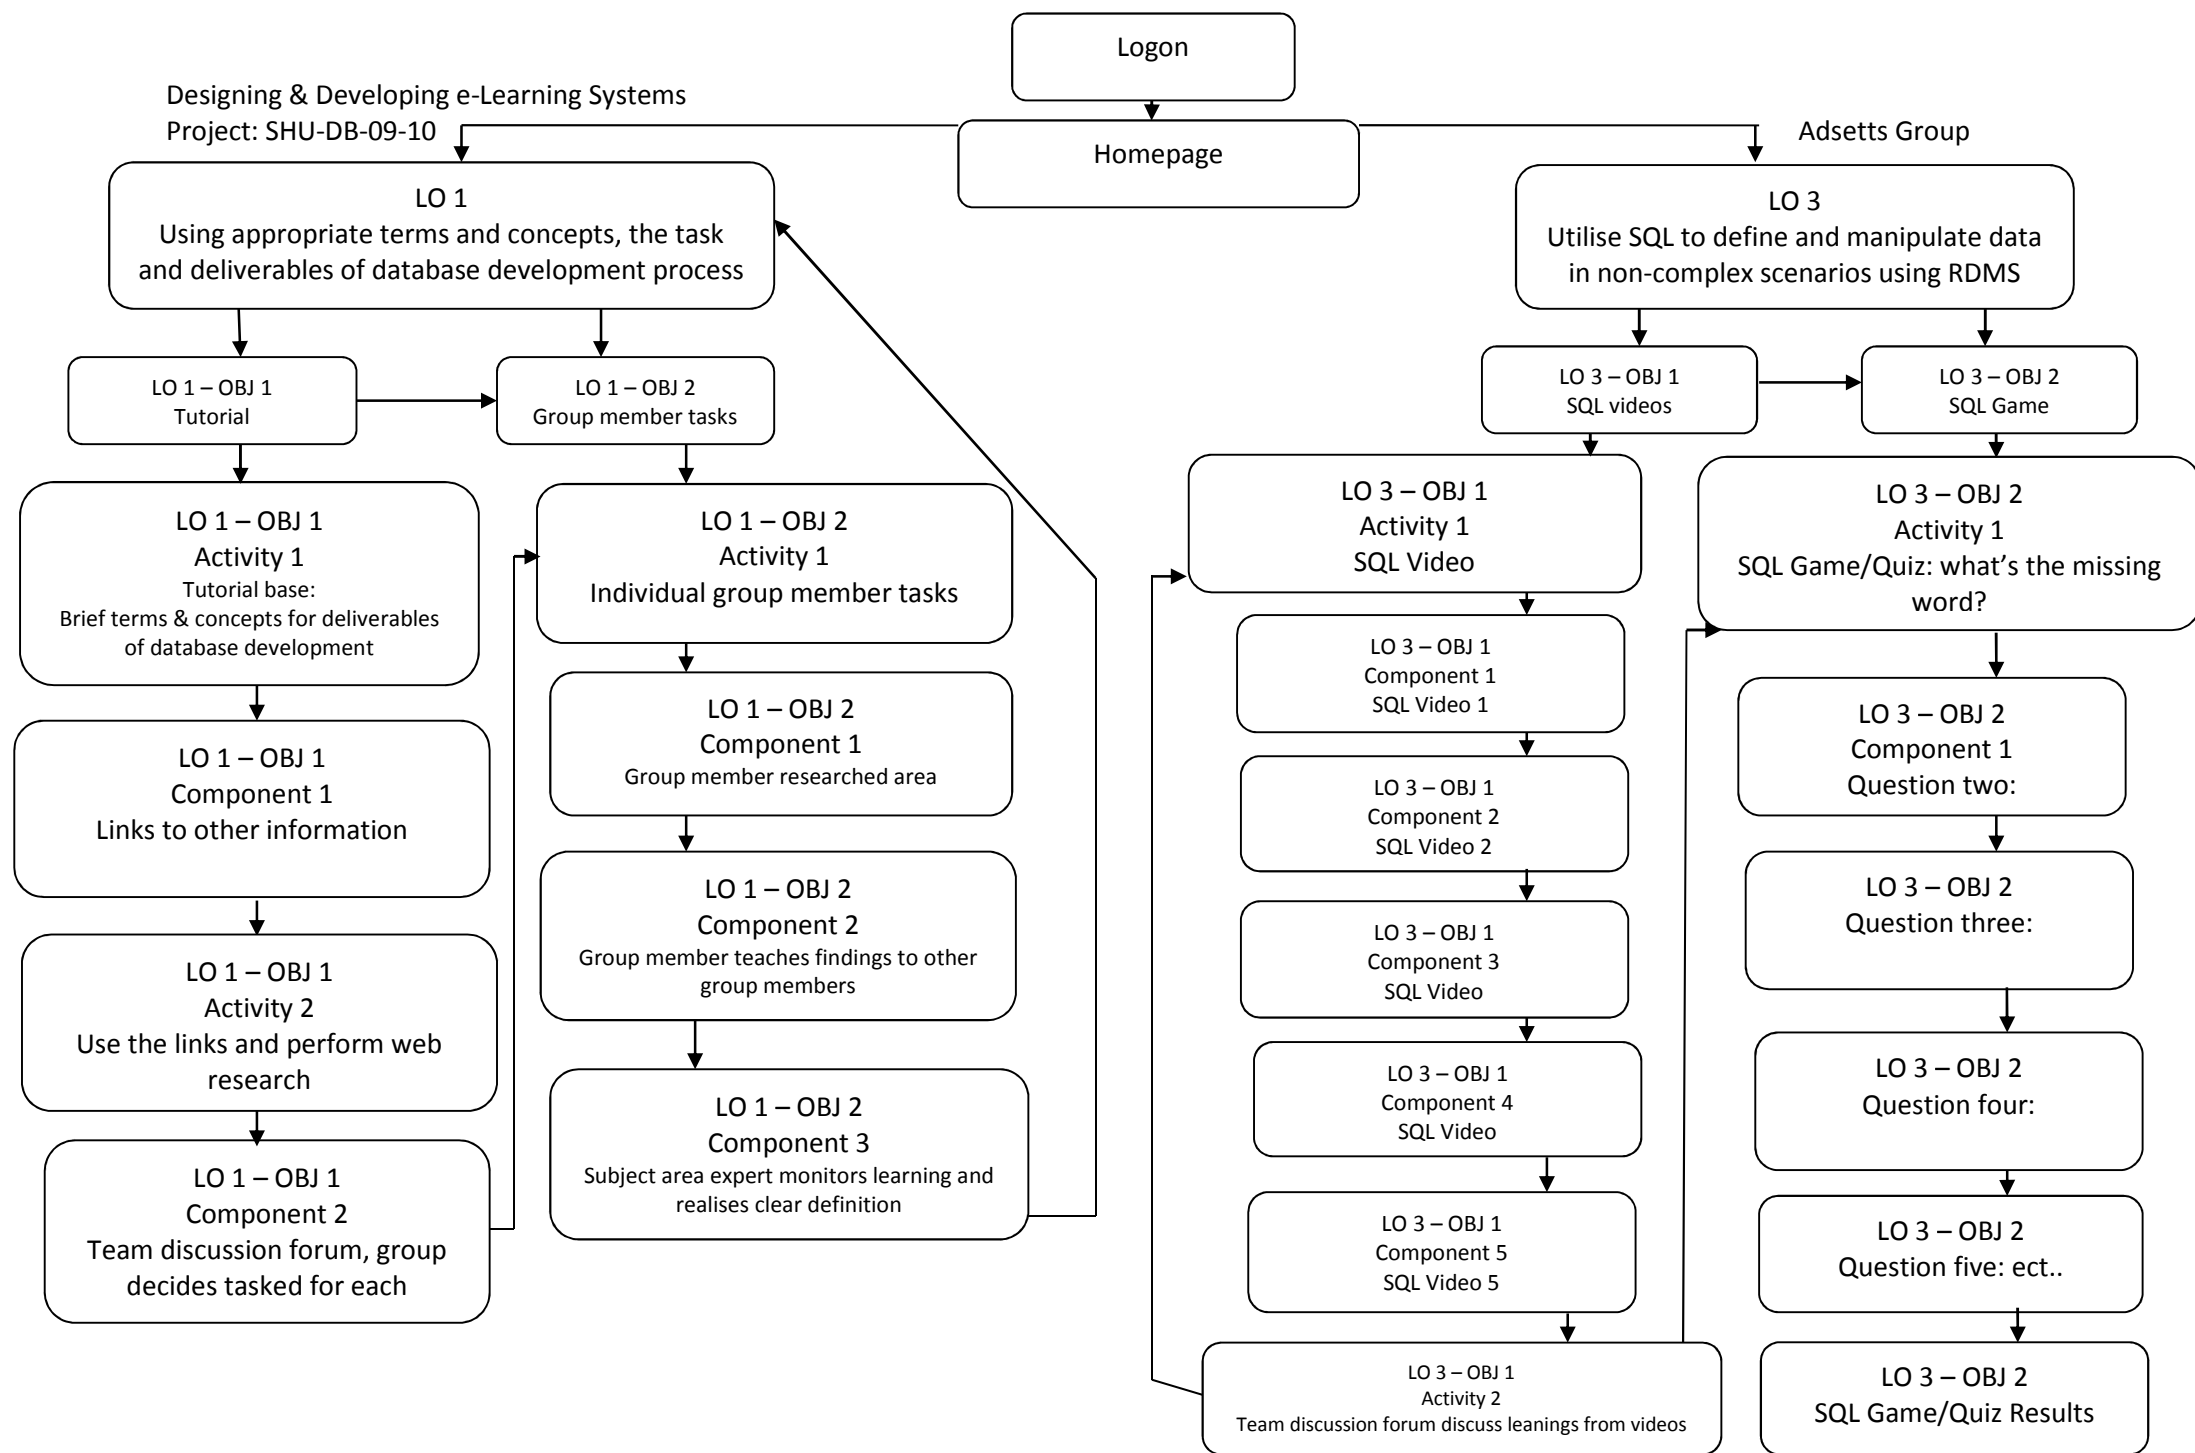 Logon
Designing & Developing e-Learning Systems
Project: SHU-DB-09-10
Homepage
Adsetts Group
LO 1
Using appropriate terms and concepts, the task
and deliverables of database development process
LO 1 – OBJ 1
Tutorial
LO 1 – OBJ 2
Group member tasks
LO 1 – OBJ 1
Activity 1
Tutorial base:
Brief terms & concepts for deliverables
of database development
LO 1 – OBJ 1
Component 1
Links to other information
LO 1 – OBJ 1
Activity 2
Use the links and perform web
research
LO 1 – OBJ 1
Component 2
Team discussion forum, group
decides tasked for each
LO 1 – OBJ 2
Activity 1
Individual group member tasks
LO 1 – OBJ 2
Component 1
Group member researched area
LO 1 – OBJ 2
Component 2
Group member teaches findings to other
group members
LO 1 – OBJ 2
Component 3
Subject area expert monitors learning and
realises clear definition
LO 3
Utilise SQL to define and manipulate data
in non-complex scenarios using RDMS
LO 3 – OBJ 1
SQL videos
LO 3 – OBJ 2
SQL Game
LO 3 – OBJ 1
Activity 1
SQL Video
LO 3 – OBJ 1
Component 1
SQL Video 1
LO 3 – OBJ 1
Component 2
SQL Video 2
LO 3 – OBJ 1
Component 3
SQL Video
LO 3 – OBJ 1
Component 4
SQL Video
LO 3 – OBJ 1
Component 5
SQL Video 5
LO 3 – OBJ 1
Activity 2
Team discussion forum discuss leanings from videos
LO 3 – OBJ 2
Activity 1
SQL Game/Quiz: what’s the missing
word?
LO 3 – OBJ 2
Component 1
Question two:
LO 3 – OBJ 2
Question three:
LO 3 – OBJ 2
Question four:
LO 3 – OBJ 2
Question five: ect..
LO 3 – OBJ 2
SQL Game/Quiz Results